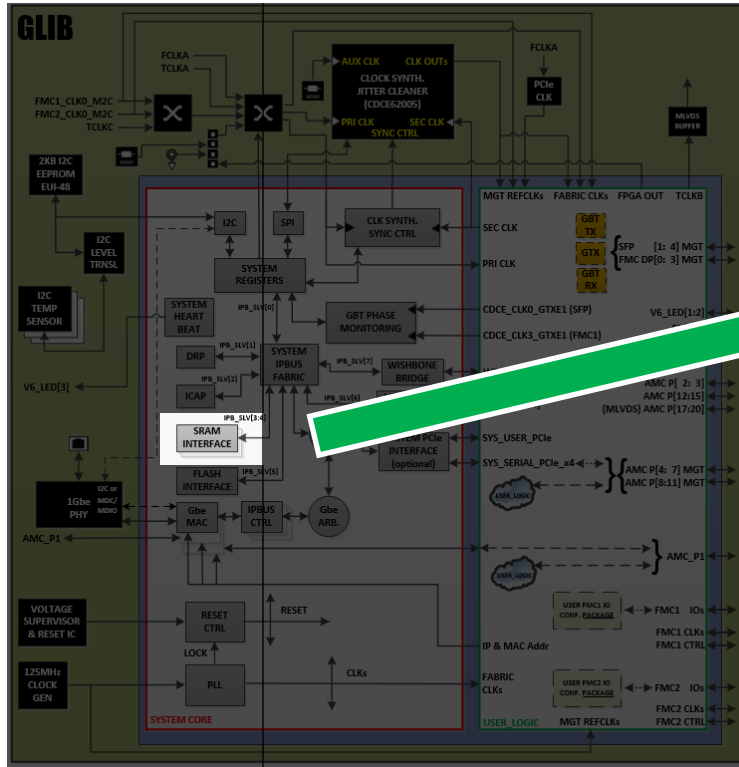 GLIB
FCLKA
TCLKA
FMC1_CLK0_M2C
FMC2_CLK0_M2C
TCLKC
AUX CLK
CLK OUTs
CLOCK SYNTH.
JITTER CLEANER
(CDCE62005)
PRI CLK
SEC CLK
SYNC CTRL
FCLKA
PCIe
CLK
MLVDS
BUFFER
2KB I2C
EEPROM
EUI-48
I2C
LEVEL
TRNSL
I2C
TEMP
SENSOR
V6_LED[3]
I2C
SPI
CLK SYNTH.
SYNC CTRL
SYSTEM
REGISTERS
IPB_SLV[0]
SYSTEM
HEART
BEAT
GBT PHASE
MONITORING
DRP
IPB_SLV[1]
SYSTEM
IPBUS
FABRIC
IPB_SLV[7]
WISHBONE
BRIDGE
ICAP
IPB_SLV[2]
IPB_SLV[6]
IPB_SLV[3:4]
SRAM
INTERFACE
PCIe
INTERFACE
(optional)
FLASH
INTERFACE
IPB_SLV[5]
1Gbe
PHY
I2C or
MDC/
MDIO
Gbe
MAC
IPBUS
CTRL
Gbe
ARB.
AMC_P1
VOLTAGE
SUPERVISOR
& RESET IC
RESET
CTRL
RESET
LOCK
125MHz
CLOCK
GEN
PLL
CLKs
SYSTEM CORE
MGT REFCLKs
FABRIC CLKs
FPGA OUT
TCLKB
SEC CLK
PRI CLK
GBT
TX
GTX
GBT
RX
SFP [1: 4] MGT
FMC DP[0: 3] MGT
CDCE_CLK0_GTXE1 (SFP)
CDCE_CLK3_GTXE1 (FMC1)
V6_LED[1:2]
AMC P[ 2: 3]
AMC P[12:15]
(MLVDS) AMC P[17:20]
SYS_USER_PCIe
SYS_SERIAL_PCIe_x4
AMC P[4: 7] MGT
AMC P[8:11] MGT
USER_LOGIC
AMC_P1
USER_LOGIC
USER FMC1 IO
CONF. PACKAGE
FMC1 IOs
FMC1 CLKs
FMC1 CTRL
IP & MAC Addr
FABRIC
CLKs
USER FMC2 IO
CONF. PACKAGE
FMC2 IOs
FMC2 CLKs
FMC2 CTRL
USER_LOGIC
MGT REFCLKs